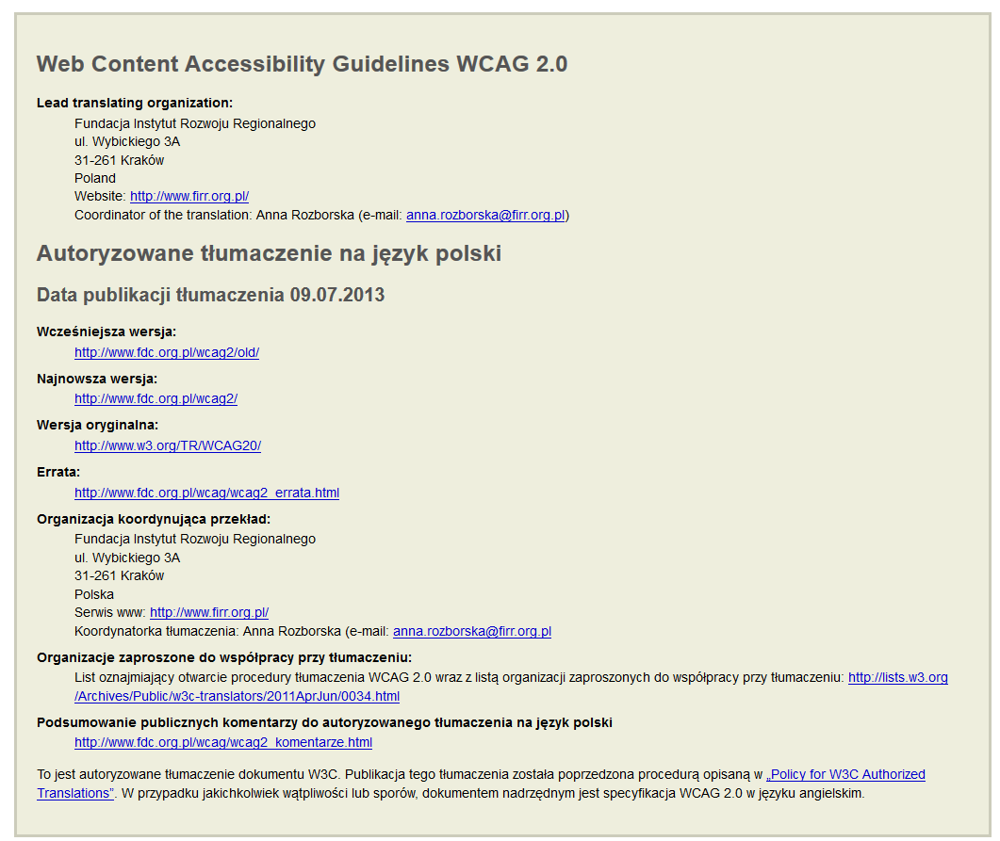 Web Content Accessibility Guidelines WCAG 2.0
Lead translating organization:
Fundacja Instytut Rozwoju Regionalnego
ul. Wybickiego 3A
31-261 Kraków
Poland
Website: http://www.firr.org.pl/
Coordinator of the translation: Anna Rozborska (e-mail: anna.rozborska@firr.org.pl)
Autoryzowane tłumaczenie na język polski
Data publikacji tłumaczenia 09.07.2013
Wcześniejsza wersja:
http://www.fdc.org.pl/wcag2/old/
Najnowsza wersja:
http://www.fdc.org.pl/wcag2/
Wersja oryginalna:
http://www.w3.org/TR/WCAG20/
Errata:
http://www.fdc.org.pl/wcag/wcag2_errata.html
Organizacja koordynująca przekład:
Fundacja Instytut Rozwoju Regionalnego
ul. Wybickiego 3A
31-261 Kraków
Polska
Serwis www: http://www.firr.org.pl/
Koordynatorka tłumaczenia: Anna Rozborska (e-mail: anna.rozborska@firr.org.pl
Organizacje zaproszone do współpracy przy tłumaczeniu:
List oznajmiający otwarcie procedury tłumaczenia WCAG 2.0 wraz z listą organizacji zaproszonych do współpracy przy tłumaczeniu: http://lists.w3.org
/Archives/Public/w3c-translators/2011AprJun/0034.html
Podsumowanie publicznych komentarzy do autoryzowanego tłumaczenia na język polski
http://www.fdc.org.pl/wcag/wcag2_komentarze.html
To jest autoryzowane tłumaczenie dokumentu W3C. Publikacja tego tłumaczenia została poprzedzona procedurą opisaną w „Policy for W3C Authorized
Translations”. W przypadku jakichkolwiek wątpliwości lub sporów, dokumentem nadrzędnym jest specyfikacja WCAG 2.0 w języku angielskim.